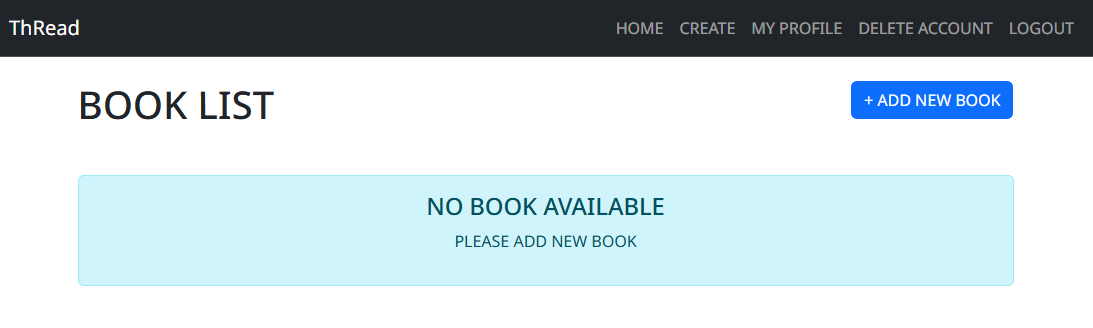 ThRead HOME CREATE MY PROFILE DELETE ACCOUNT LOGOUT
BOOK LIST + ADD NEW BOOK
NO BOOK AVAILABLE
PLEASE ADD NEW BOOK